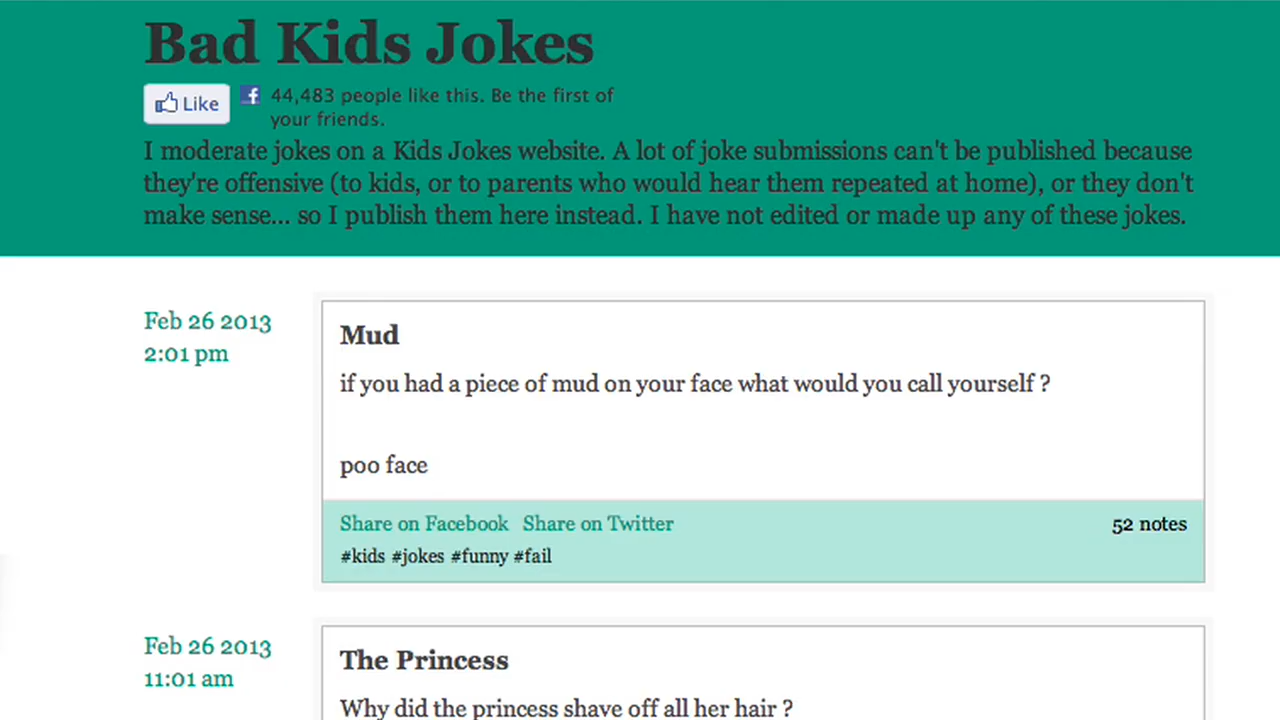 Bad Kids Jokes
Like
44,483 people like this. Be the first of
your friends.
I moderate jokes on a Kids Jokes website. A lot of joke submissions can't be published because
they're offensive (to kids, or to parents who would hear them repeated at home), or they don't
make sense... so I publish them here instead. I have not edited or made up any of these jokes.
Feb 26 2013
2:01 pm
Mud
if you had a piece of mud on your face what would you call yourself ?
poo face
Share on Facebook Share on Twitter
52 notes
#kids #jokes #funny #fail
Feb 26 2013
11:01 am
The Princess
Why did the princess shave off all her hair ?